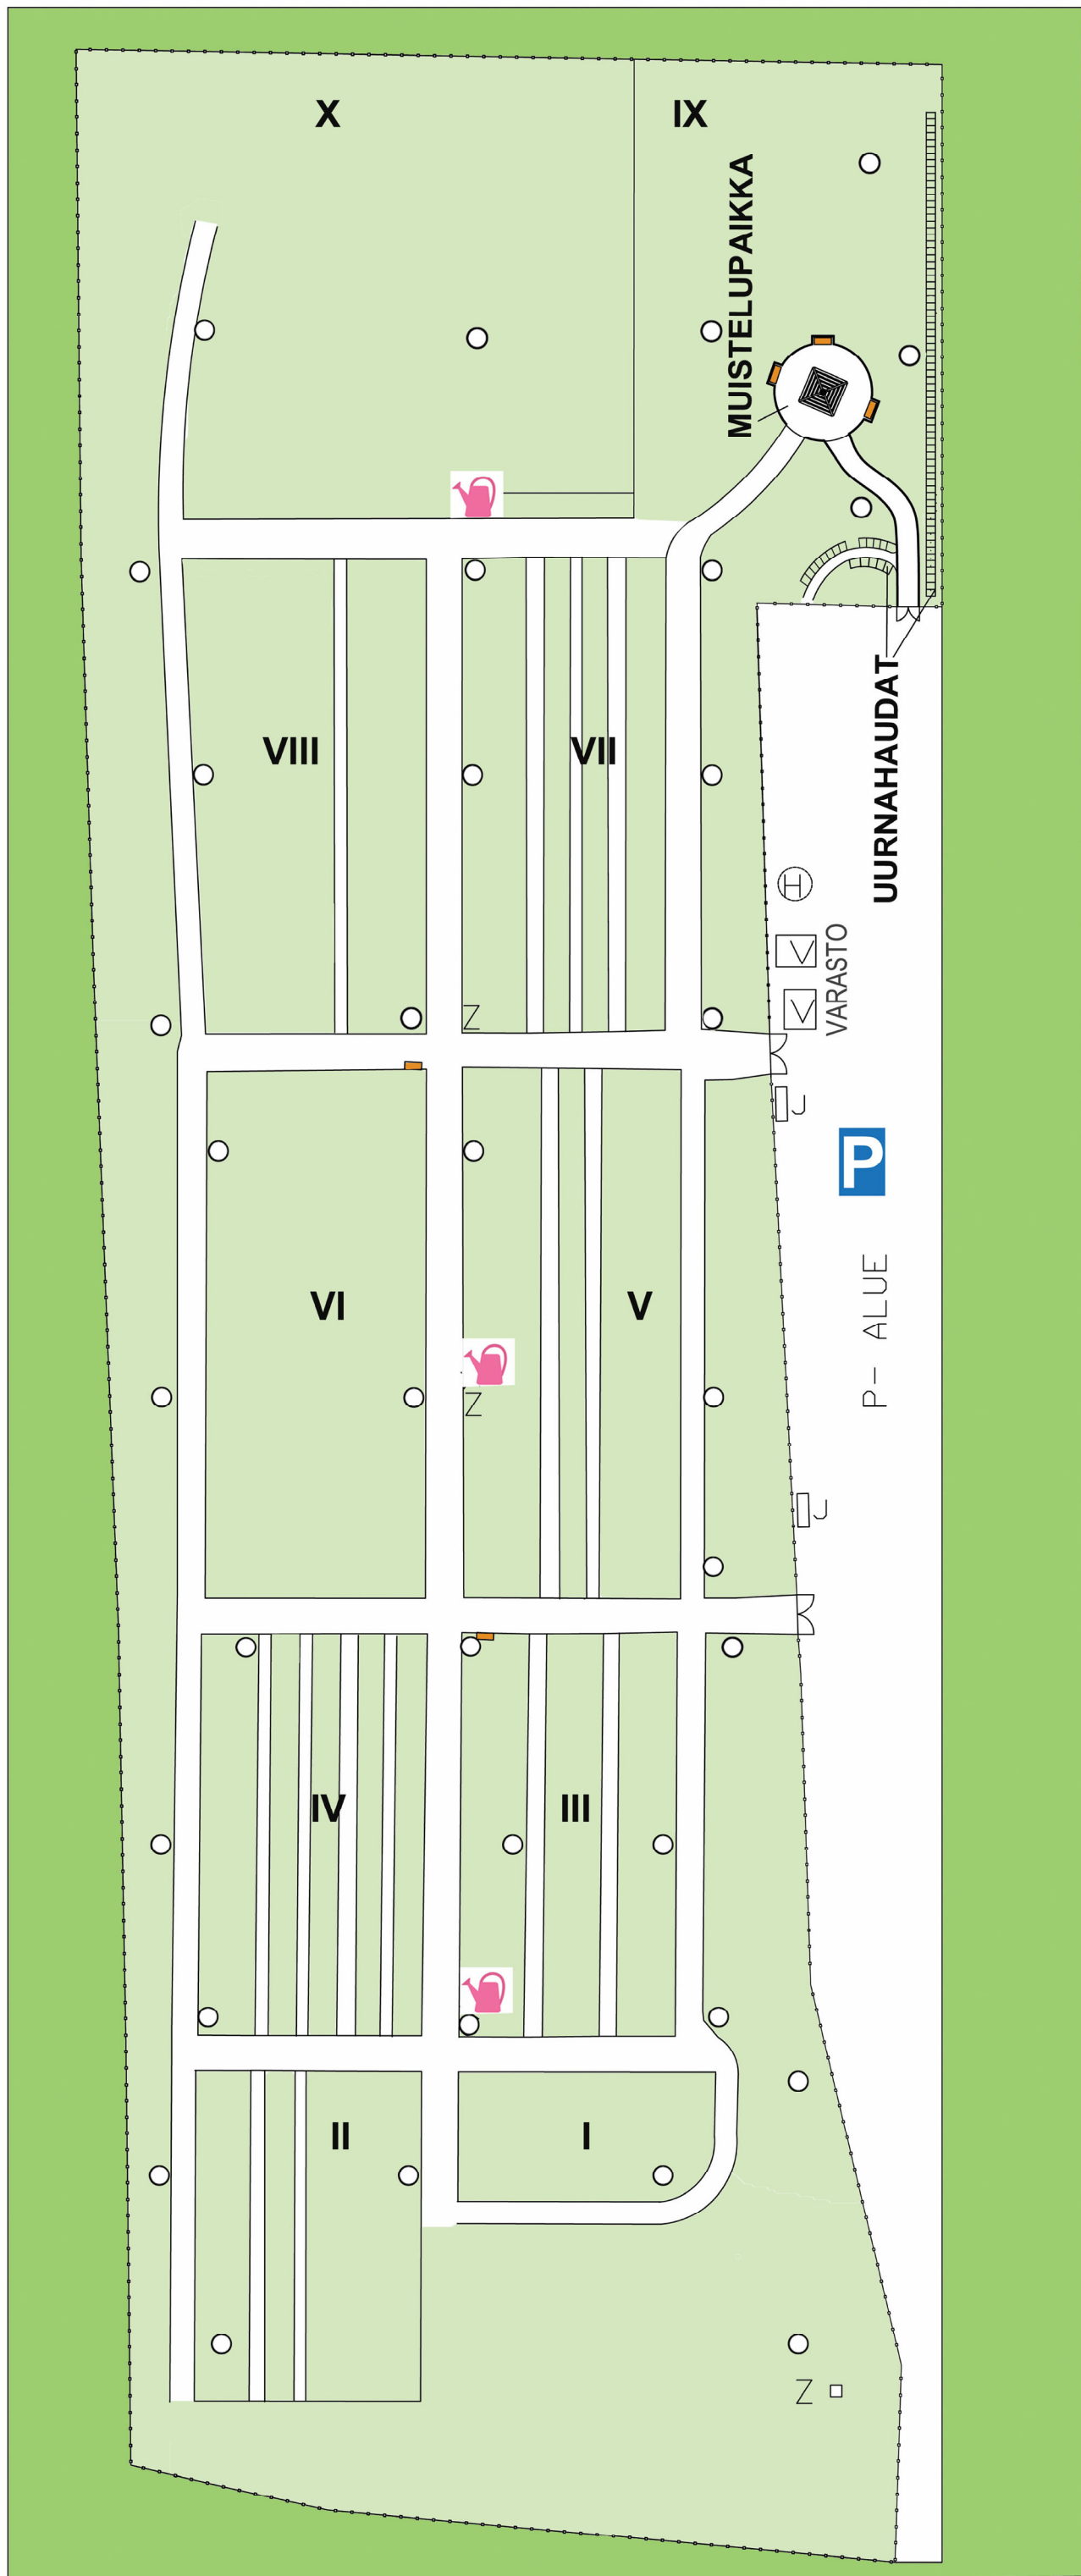 X
IX
MUISTELUPAIKKA
VIII
VII
UURNAHAUDAT
H
V
V
VARASTO
Z
J
P
VI
V
P- ALUE
Z
J
IV
III
II
I
Z